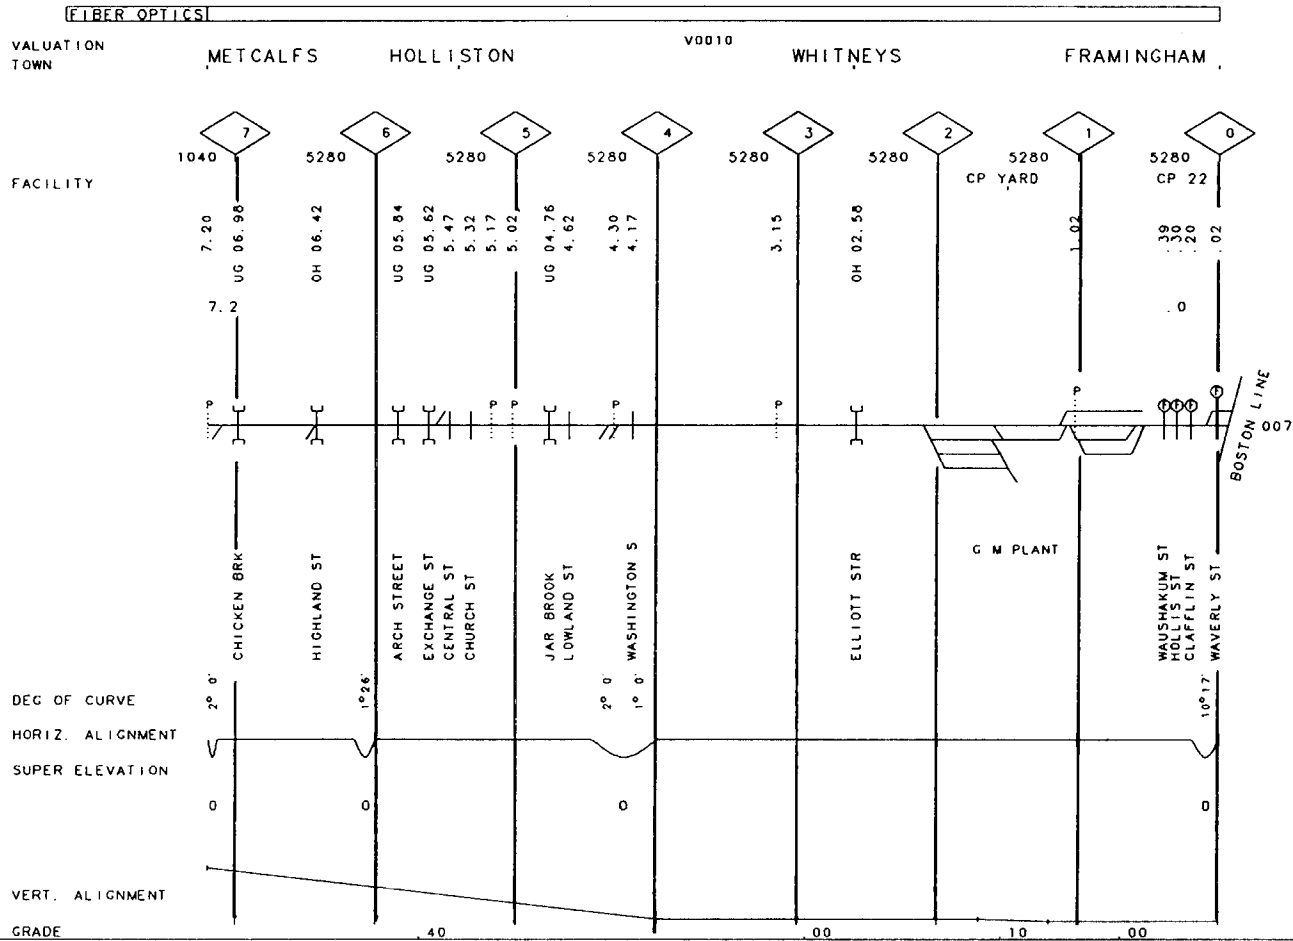 FIBER OPTICS
VALUATION V0010
TOWN METCALFS HOLLISTON WHITNEYS FRAMINGHAM
7 6 5 4 3 2 1 0
1040 5280 5280 5280 5280 5280 5280 5280
FACILITY CP YARD CP 22
7.20
UG 06.98
OH 06.42
UG 05.84
UG 05.62
5.47
5.32
5.17
5.02
UG 04.76
4.62
4.30
4.17
3.15
OH 02.58
1.02
.39
.30
.20
.02
7.2 .0
P P P P P P F F F F
BOSTON LINE
007
G M PLANT
CHICKEN BRK
HIGHLAND ST
ARCH STREET
EXCHANGE ST
CENTRAL ST
CHURCH ST
JAR BROOK
LOWLAND ST
WASHINGTON S
ELLIOTT STR
WAUSHAKUM ST
HOLLIS ST
CLAFFLIN ST
WAVERLY ST
DEG OF CURVE 2° 0' 1°26' 2° 0' 1° 0' 10°17'
HORIZ. ALIGNMENT
SUPER ELEVATION
0 0 0 0
VERT. ALIGNMENT
GRADE .40 .00 .10 .00